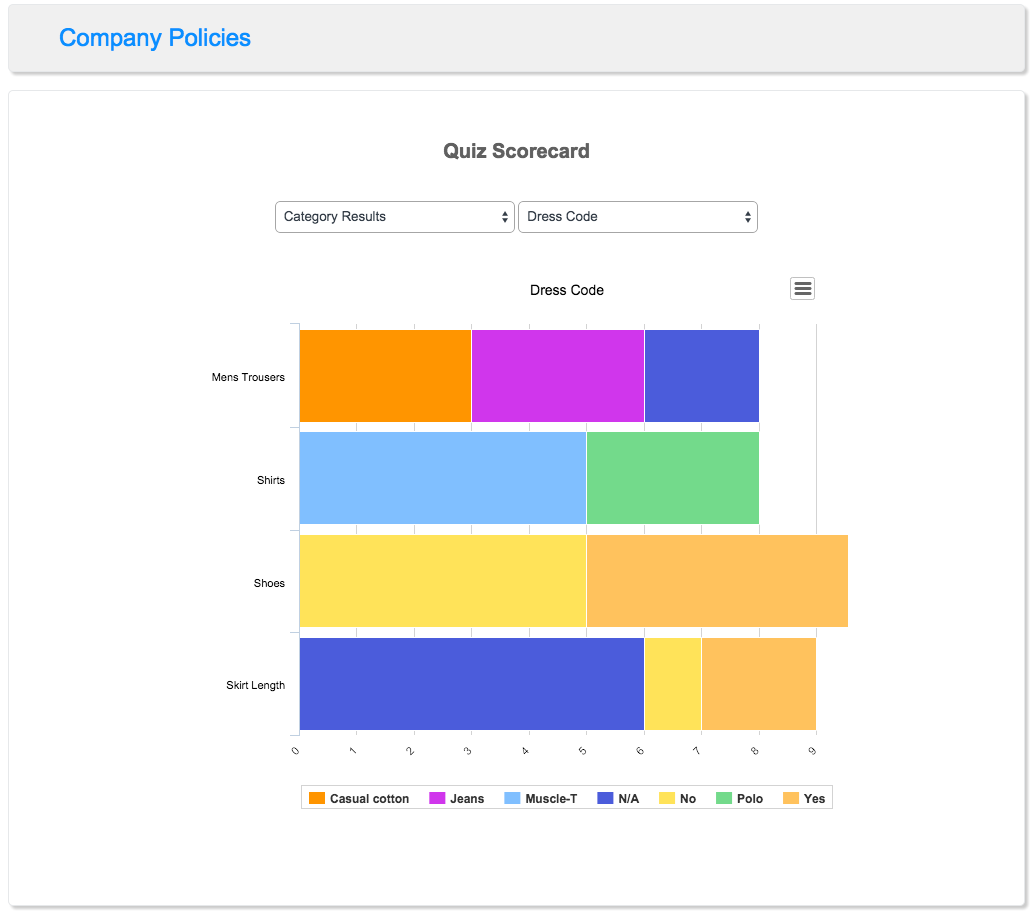 Company Policies
Quiz Scorecard
Category Results Dress Code
Dress Code
Mens Trousers
Shirts
Shoes
Skirt Length
0 1 2 3 4 5 6 7 8 9
Casual cotton Jeans Muscle-T N/A No Polo Yes